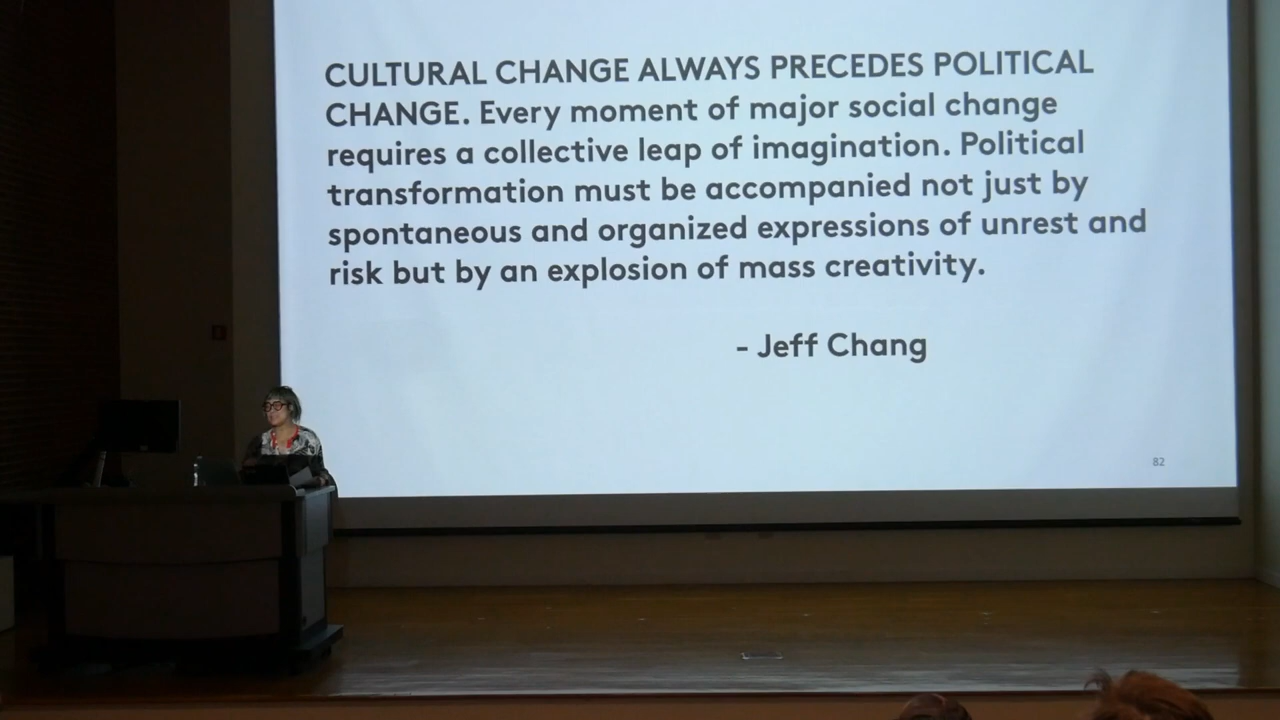 CULTURAL CHANGE ALWAYS PRECEDES POLITICAL
CHANGE. Every moment of major social change
requires a collective leap of imagination. Political
transformation must be accompanied not just by
spontaneous and organized expressions of unrest and
risk but by an explosion of mass creativity.
- Jeff Chang
82